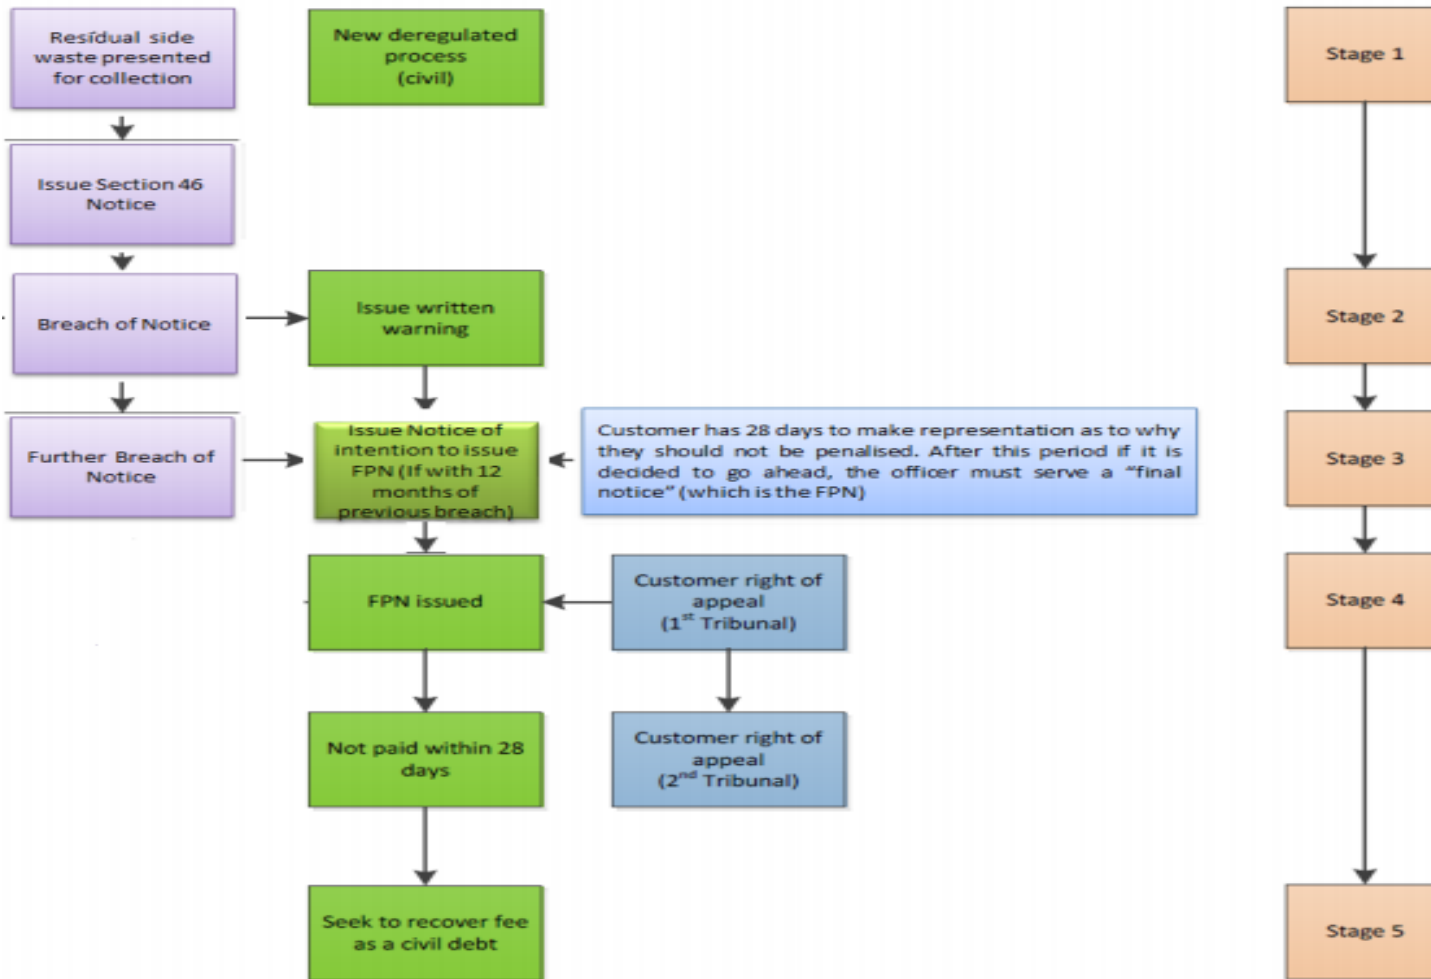 Residual side
waste presented
for collection
New deregulated
process
(civil)
Stage 1
Issue Section 46
Notice
Breach of Notice
Issue written
warning
Stage 2
Further Breach of
Notice
Issue Notice of
intention to issue
FPN (If with 12
months of
previous breach)
Customer has 28 days to make representation as to why
they should not be penalised. After this period if it is
decided to go ahead, the officer must serve a "final
notice" (which is the FPN)
Stage 3
FPN issued
Customer right of
appeal
(1st Tribunal)
Stage 4
Not paid within 28
days
Customer right of
appeal
(2nd Tribunal)
Seek to recover fee
as a civil debt
Stage 5